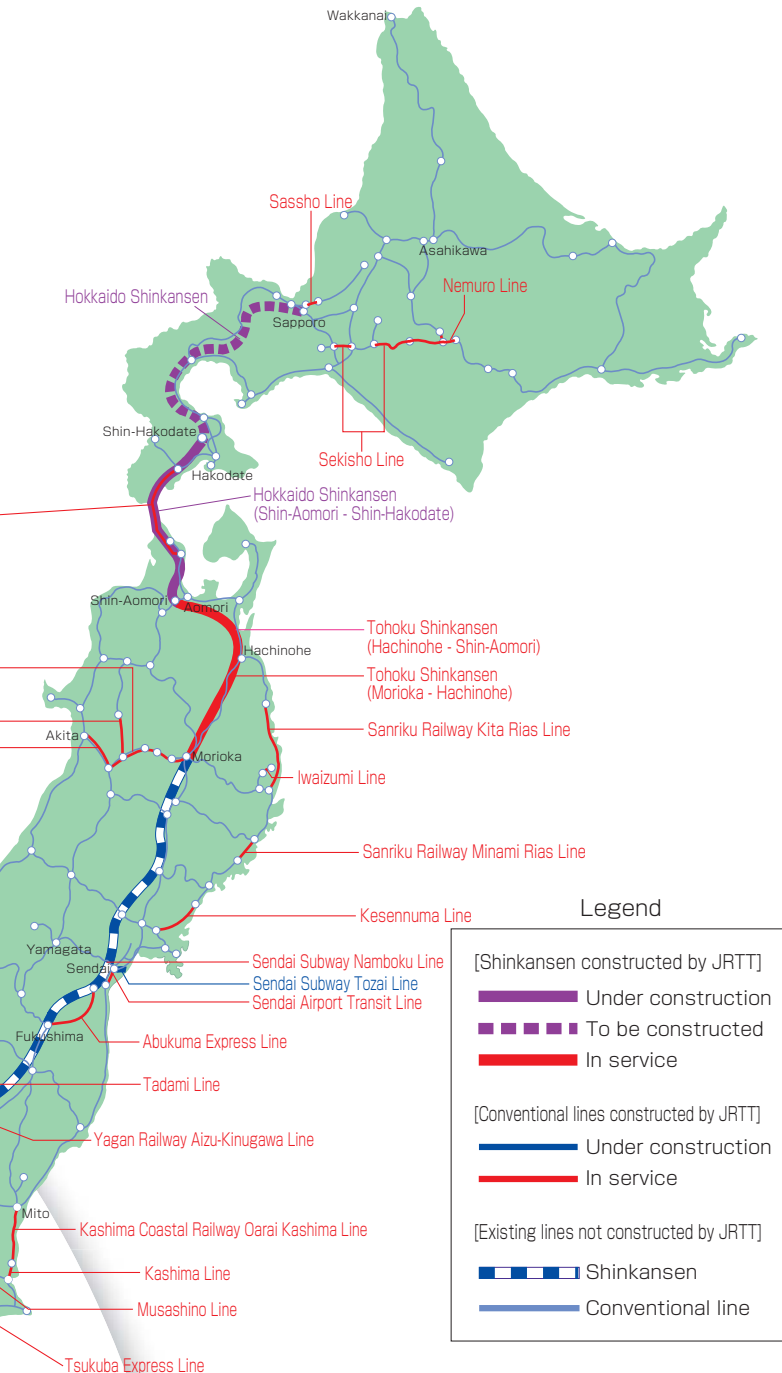 Wakkanai
Sassho Line
Asahikawa
Nemuro Line
Hokkaido Shinkansen
Sapporo
Shin-Hakodate
Sekisho Line
Hakodate
Hokkaido Shinkansen
(Shin-Aomori - Shin-Hakodate)
Shin-Aomori
Aomori
Tohoku Shinkansen
(Hachinohe - Shin-Aomori)
Hachinohe
Tohoku Shinkansen
(Morioka - Hachinohe)
Sanriku Railway Kita Rias Line
Akita
Morioka
Iwaizumi Line
Sanriku Railway Minami Rias Line
Kesennuma Line
Yamagata
Sendai
Sendai Subway Namboku Line
Sendai Subway Tozai Line
Sendai Airport Transit Line
Fukushima
Abukuma Express Line
Tadami Line
Yagan Railway Aizu-Kinugawa Line
Mito
Kashima Coastal Railway Oarai Kashima Line
Kashima Line
Musashino Line
Tsukuba Express Line
Legend
[Shinkansen constructed by JRTT]
Under construction
To be constructed
In service
[Conventional lines constructed by JRTT]
Under construction
In service
[Existing lines not constructed by JRTT]
Shinkansen
Conventional line